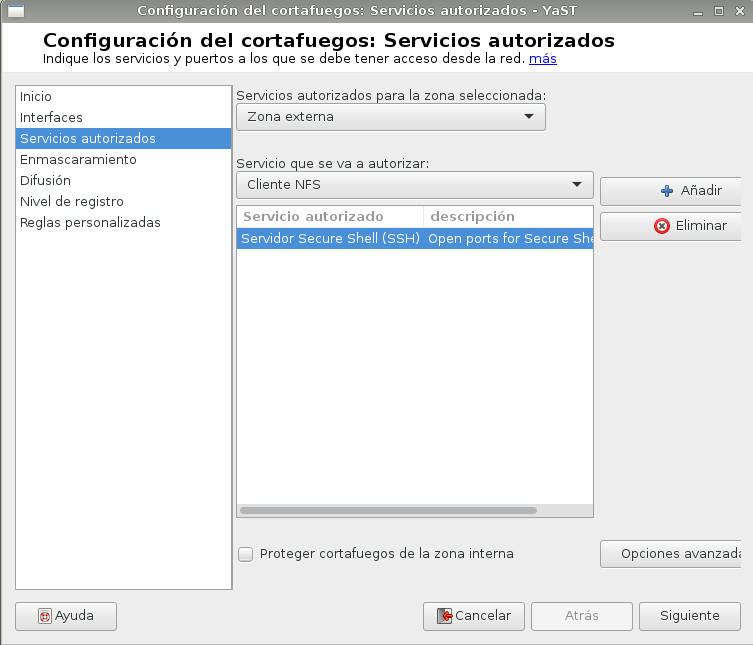 Configuración del cortafuegos: Servicios autorizados - YaST
Configuración del cortafuegos: Servicios autorizados
Indique los servicios y puertos a los que se debe tener acceso desde la red. más
Inicio
Interfaces
Servicios autorizados
Enmascaramiento
Difusión
Nivel de registro
Reglas personalizadas
Servicios autorizados para la zona seleccionada:
Zona externa
Servicio que se va a autorizar:
Cliente NFS
Añadir
Eliminar
Servicio autorizado descripción
Servidor Secure Shell (SSH) Open ports for Secure She
Proteger cortafuegos de la zona interna
Opciones avanzada
Ayuda
Cancelar
Atrás
Siguiente